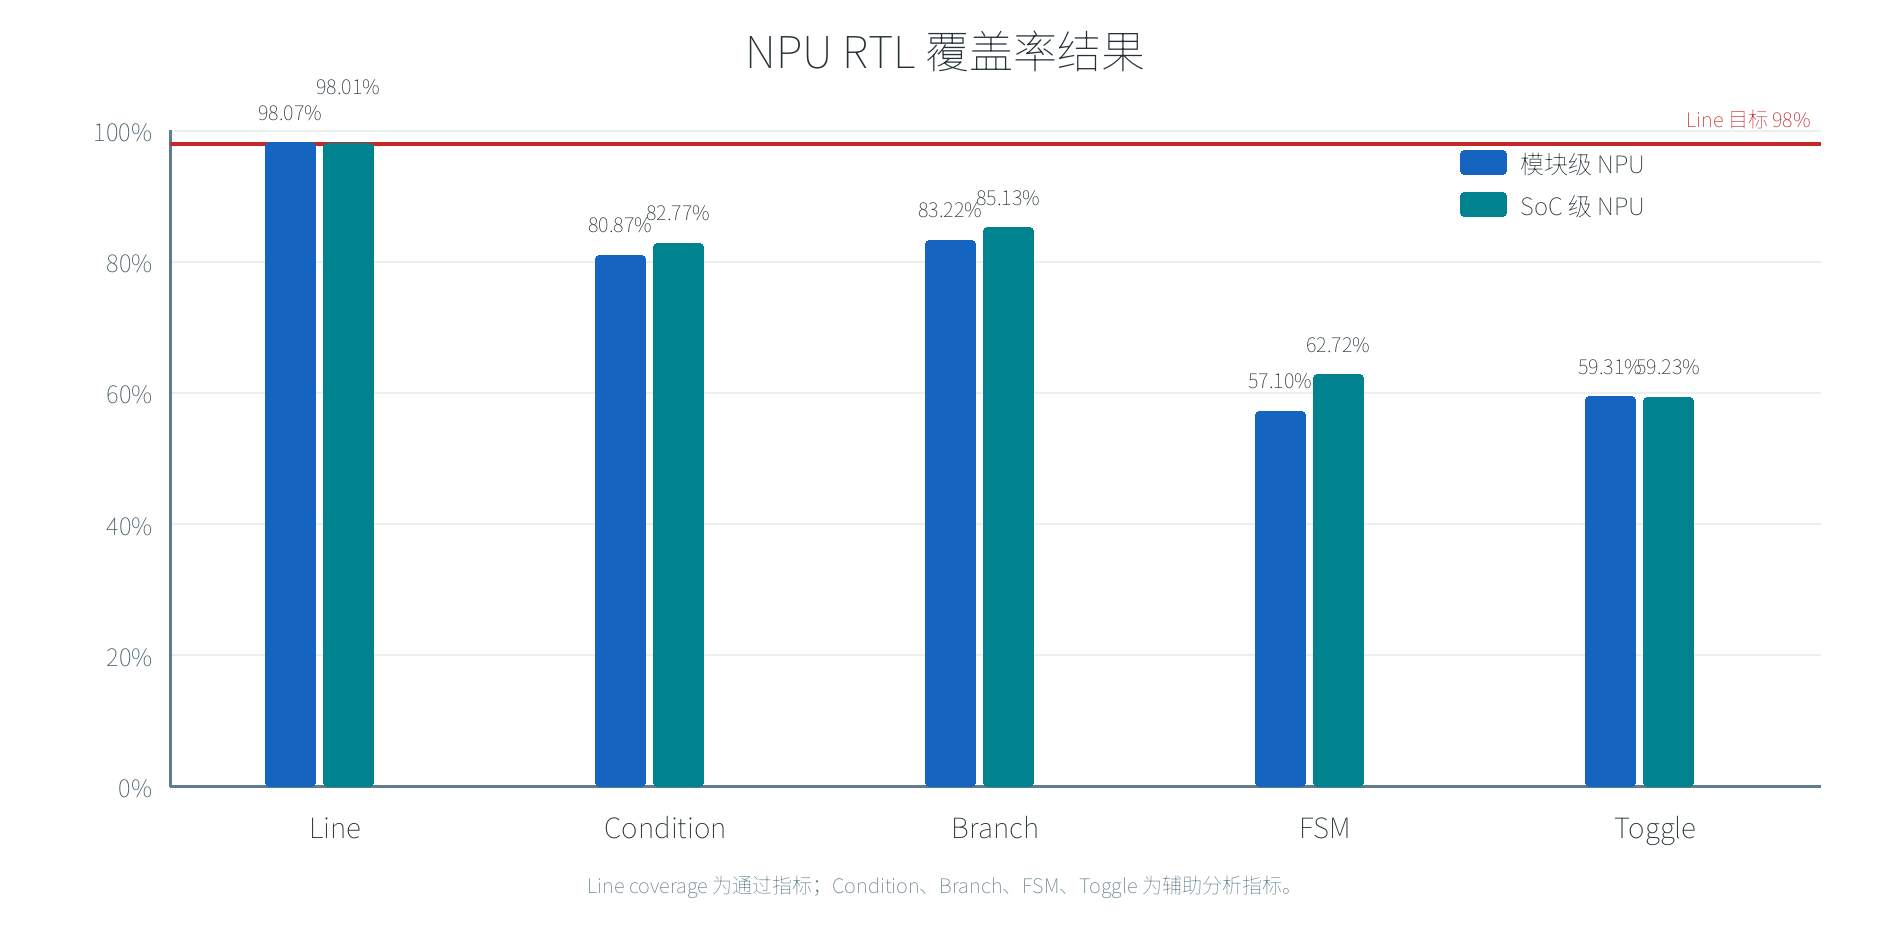 NPU RTL 覆盖率结果
98.01%
98.07%
Line 目标 98%
100%
模块级 NPU
SoC 级 NPU
85.13%
83.22%
82.77%
80.87%
80%
62.72%
59.31%
59.23%
57.10%
60%
40%
20%
0%
Line
Condition
Branch
FSM
Toggle
Line coverage 为通过指标；Condition、Branch、FSM、Toggle 为辅助分析指标。